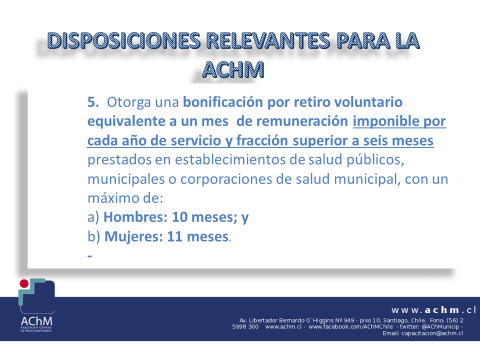 DISPOSICIONES RELEVANTES PARA LA
ACHM
5. Otorga una bonificación por retiro voluntario
equivalente a un mes de remuneración imponible por
cada año de servicio y fracción superior a seis meses
prestados en establecimientos de salud públicos,
municipales o corporaciones de salud municipal, con un
máximo de:
a) Hombres: 10 meses; y
b) Mujeres: 11 meses.
-
AChM
Asociación Chilena
de Municipalidades
www.achm.cl
Av. Libertador Bernardo O´Higgins Nº 949 - piso 10, Santiago, Chile. Fono: (56) 2
5998 300 www.achm.cl - www.facebook.com/AChMChile - twitter @AChMunicip -
Email: capacitacion@achm.cl